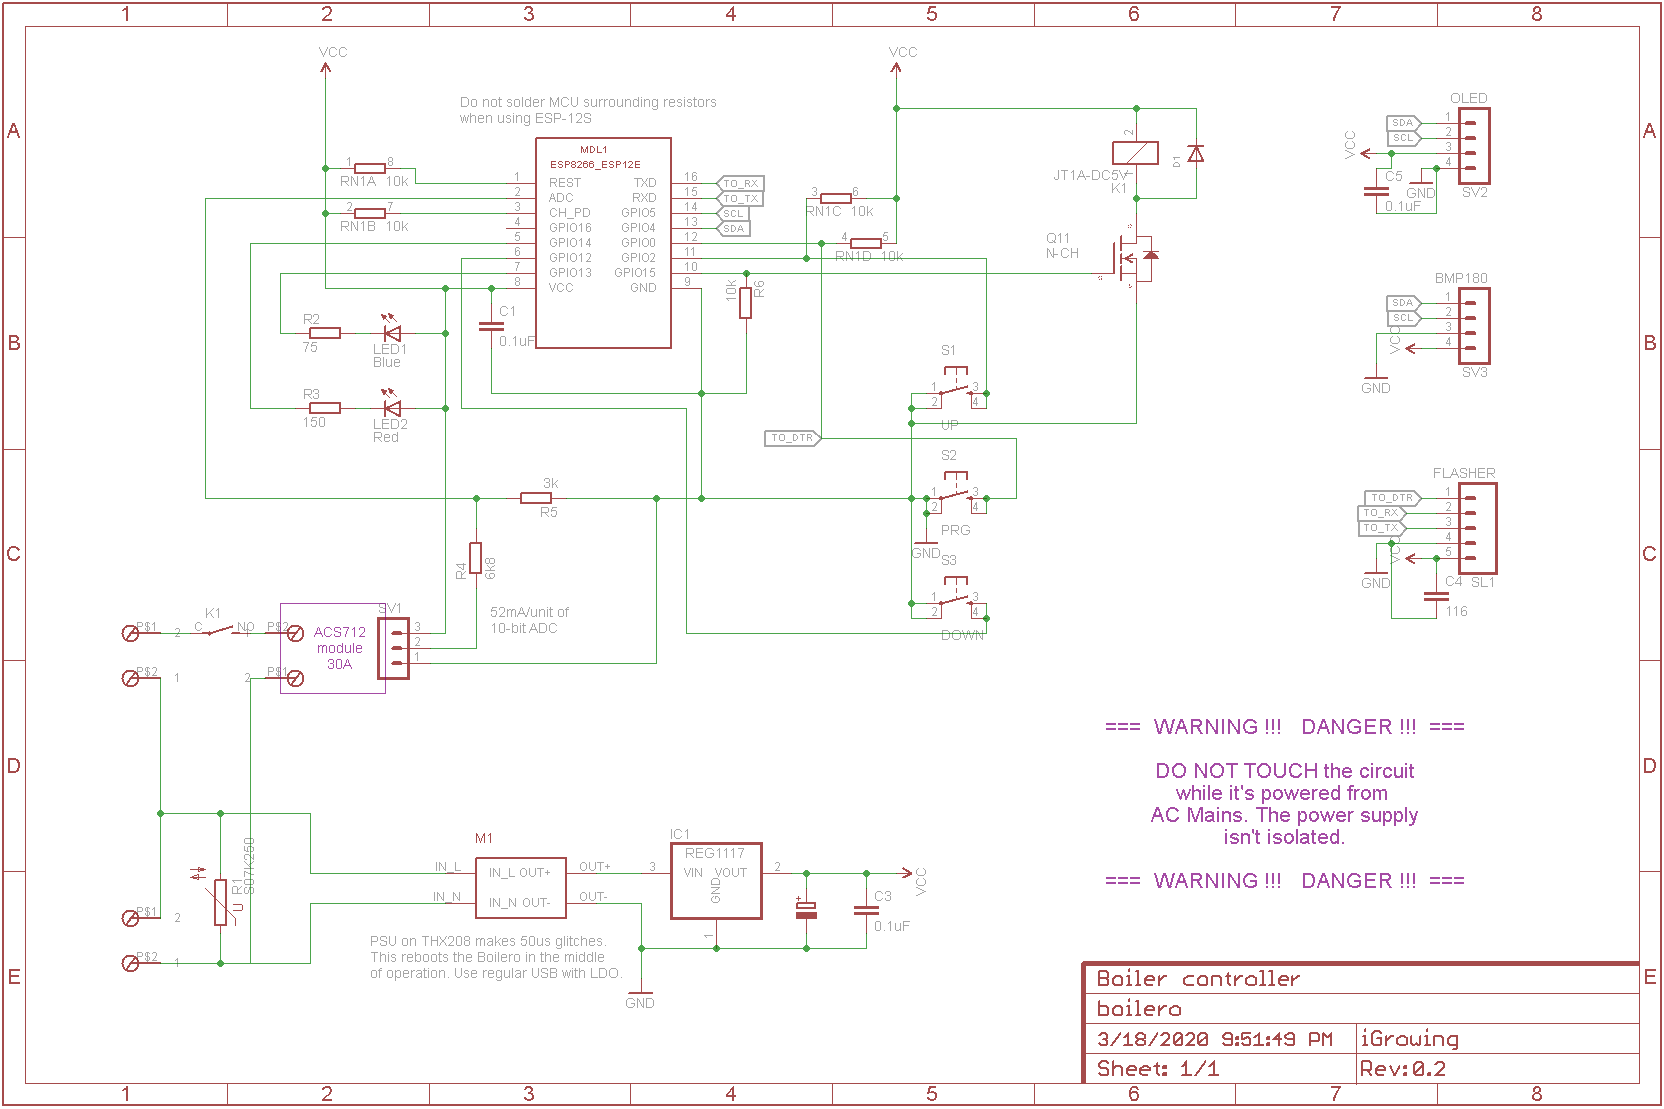 1 2 3 4 5 6 7 8
A A
B B
C C
D D
E E
VCC
Do not solder MCU surrounding resistors
when using ESP-12S
MDL1
ESP8266_ESP12E
1 REST TXD 16 TO_RX
2 ADC RXD 15 TO_TX
3 CH_PD GPIO5 14 SCL
4 GPIO16 GPIO4 13 SDA
5 GPIO14 GPIO0 12
6 GPIO12 GPIO2 11
7 GPIO13 GPIO15 10
8 VCC GND 9
1 8
RN1A 10k
2 7
RN1B 10k
C1
0.1uF
R2
75
LED1
Blue
R3
150
LED2
Red
10k
R6
VCC
3 6
RN1C 10k
4 5
RN1D 10k
2
1
JT1A-DC5V
K1
D1
Q11
N-CH
S1
1 3
2 4
UP
TO_DTR
S2
1 3
2 4
PRG
GND
S3
1 3
2 4
DOWN
3k
R5
R4
6k8
52mA/unit of
10-bit ADC
K1
P$1 2 C NO 1 P$2
P$2 1 2 P$1
ACS712
module
30A
SV1
3
2
1
OLED
SDA 1
SCL 2
3
4
VCC
C5
0.1uF
GND
SV2
BMP180
SDA 1
SCL 2
3
4
VCC
GND
SV3
FLASHER
TO_DTR 1
TO_RX 2
TO_TX 3
4
5
VCC
GND
C4
116
SL1
=== WARNING !!! DANGER !!! ===
DO NOT TOUCH the circuit
while it's powered from
AC Mains. The power supply
isn't isolated.
=== WARNING !!! DANGER !!! ===
P$1 2
P$2 1
R1
S07K250
U
M1
IN_L IN_L OUT+ OUT+
IN_N IN_N OUT- OUT-
IC1
REG1117
3 VIN VOUT 2
GND
1
+
C3
0.1uF
VCC
GND
PSU on THX208 makes 50us glitches.
This reboots the Boilero in the middle
of operation. Use regular USB with LDO.
Boiler controller
boilero
3/18/2020 9:51:49 PM iGrowing
Sheet: 1/1 Rev:0.2
1 2 3 4 5 6 7 8